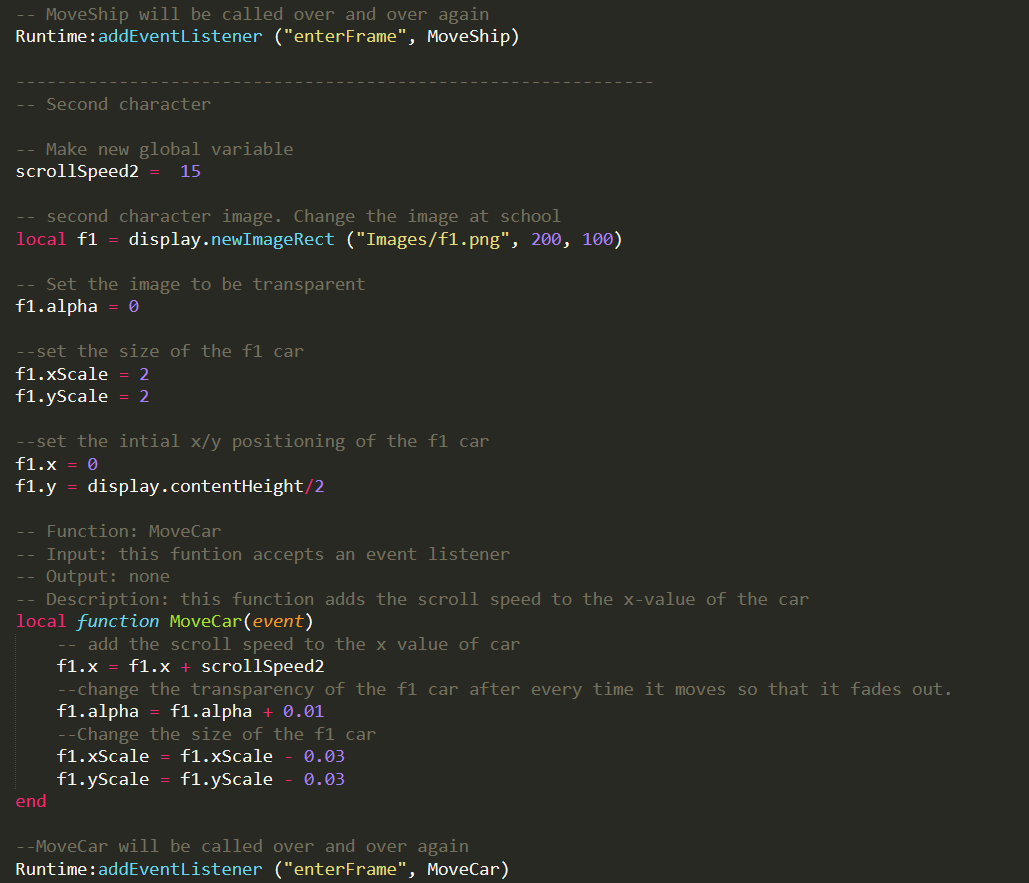 -- MoveShip will be called over and over again
Runtime:addEventListener ("enterFrame", MoveShip)
--------------------------------------------------------------
-- Second character
-- Make new global variable
scrollSpeed2 =  15
-- second character image. Change the image at school
local f1 = display.newImageRect ("Images/f1.png", 200, 100)
-- Set the image to be transparent
f1.alpha = 0
--set the size of the f1 car
f1.xScale = 2
f1.yScale = 2
--set the intial x/y positioning of the f1 car
f1.x = 0
f1.y = display.contentHeight/2
-- Function: MoveCar
-- Input: this funtion accepts an event listener
-- Output: none
-- Description: this function adds the scroll speed to the x-value of the car
local function MoveCar(event)
    -- add the scroll speed to the x value of car
    f1.x = f1.x + scrollSpeed2
    --change the transparency of the f1 car after every time it moves so that it fades out.
    f1.alpha = f1.alpha + 0.01
    --Change the size of the f1 car
    f1.xScale = f1.xScale - 0.03
    f1.yScale = f1.yScale - 0.03
end
--MoveCar will be called over and over again
Runtime:addEventListener ("enterFrame", MoveCar)